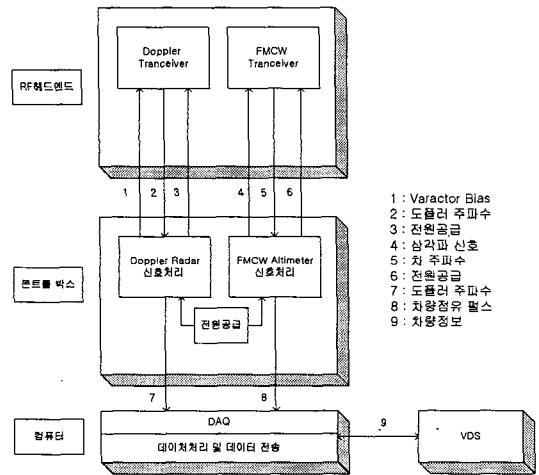 Doppler
Tranceiver
FMCW
Tranceiver
RF헤드엔드
1
2
3
4
5
6
1 : Varactor Bias
2 : 도플러 주파수
3 : 전원공급
4 : 삼각파 신호
5 : 차 주파수
6 : 전원공급
7 : 도플러 주파수
8 : 차량점유 펄스
9 : 차량정보
Doppler Radar
신호처리
FMCW Altimeter
신호처리
콘트롤 박스
전원공급
7
8
DAQ
9
컴퓨터
데이처처리 및 데이터 전송
VDS